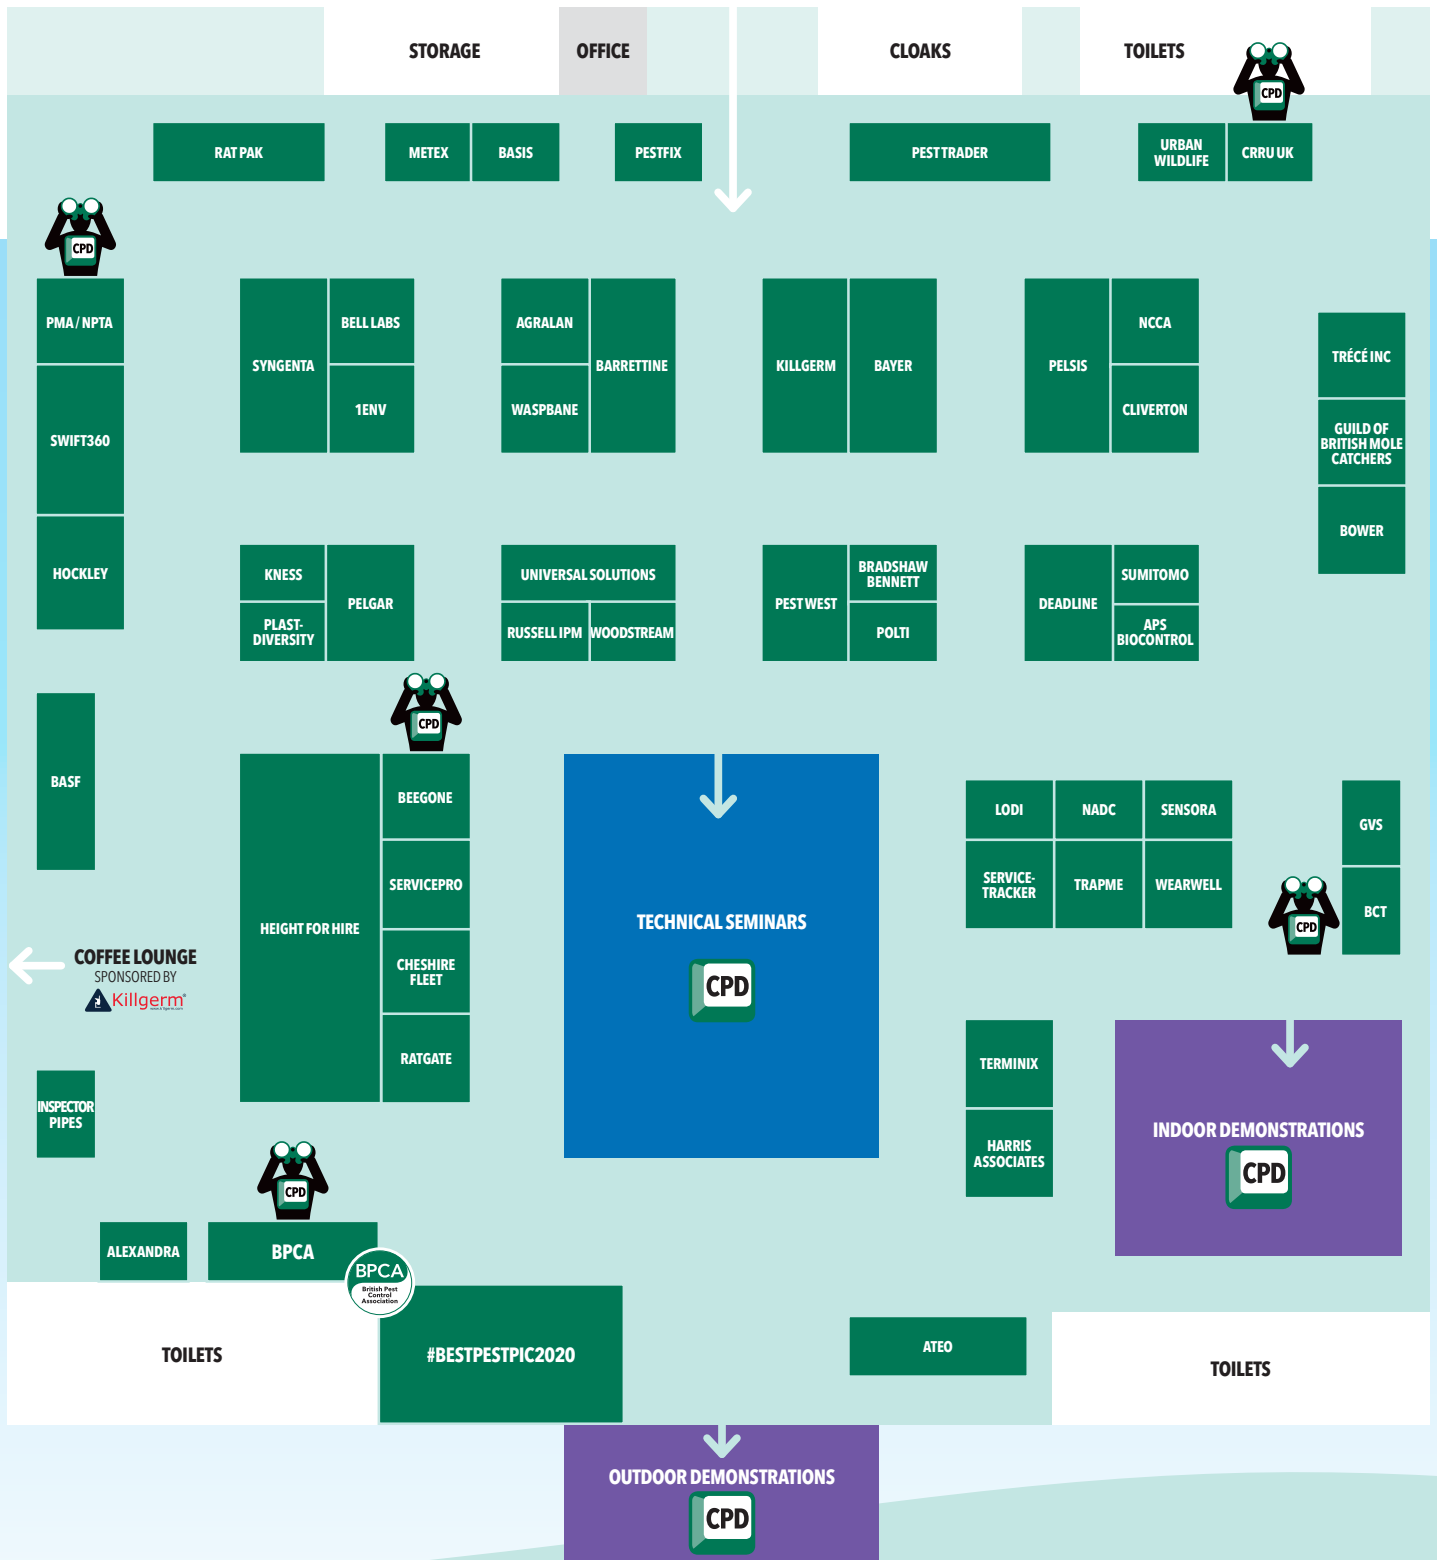 STORAGE
OFFICE
CLOAKS
TOILETS
CPD
RAT PAK
METEX
BASIS
PESTFIX
PEST TRADER
URBAN
WILDLIFE
CRRU UK
CPD
PMA / NPTA
SWIFT360
HOCKLEY
SYNGENTA
BELL LABS
1ENV
AGRALAN
WASPBANE
BARRETTINE
KILLGERM
BAYER
PELSIS
NCCA
CLIVERTON
TRÉCÉ INC
GUILD OF
BRITISH MOLE
CATCHERS
BOWER
KNESS
PLAST-
DIVERSITY
PELGAR
UNIVERSAL SOLUTIONS
RUSSELL IPM
WOODSTREAM
PEST WEST
BRADSHAW
BENNETT
POLTI
DEADLINE
SUMITOMO
APS
BIOCONTROL
BASF
CPD
HEIGHT FOR HIRE
BEEGONE
SERVICEPRO
CHESHIRE
FLEET
RATGATE
TECHNICAL SEMINARS
CPD
LODI
NADC
SENSORA
SERVICE-
TRACKER
TRAPME
WEARWELL
GVS
BCT
CPD
COFFEE LOUNGE
SPONSORED BY
Killgerm®
www.killgerm.com
INSPECTOR
PIPES
TERMINIX
HARRIS
ASSOCIATES
INDOOR DEMONSTRATIONS
CPD
CPD
ALEXANDRA
BPCA
BPCA
British Pest
Control
Association
TOILETS
#BESTPESTPIC2020
ATEO
TOILETS
OUTDOOR DEMONSTRATIONS
CPD